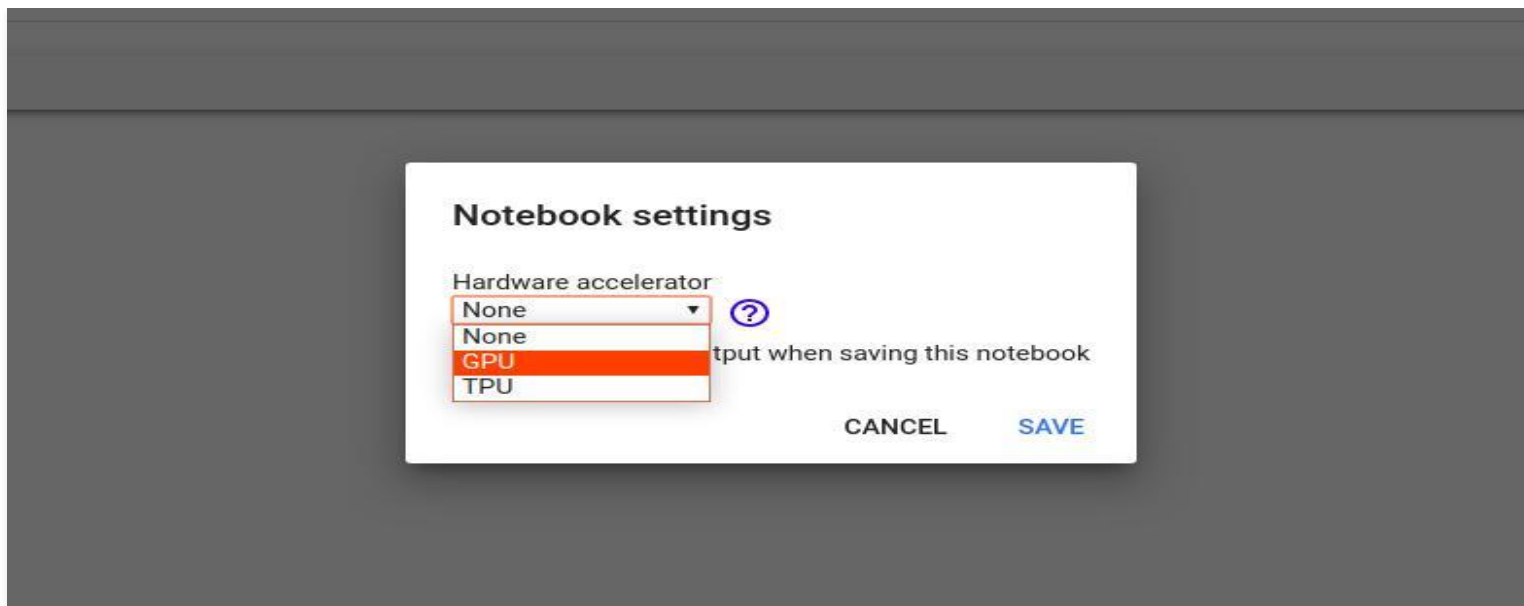 Notebook settings
Hardware accelerator
None ▼ ?
None
GPU
tput when saving this notebook
TPU
CANCEL SAVE